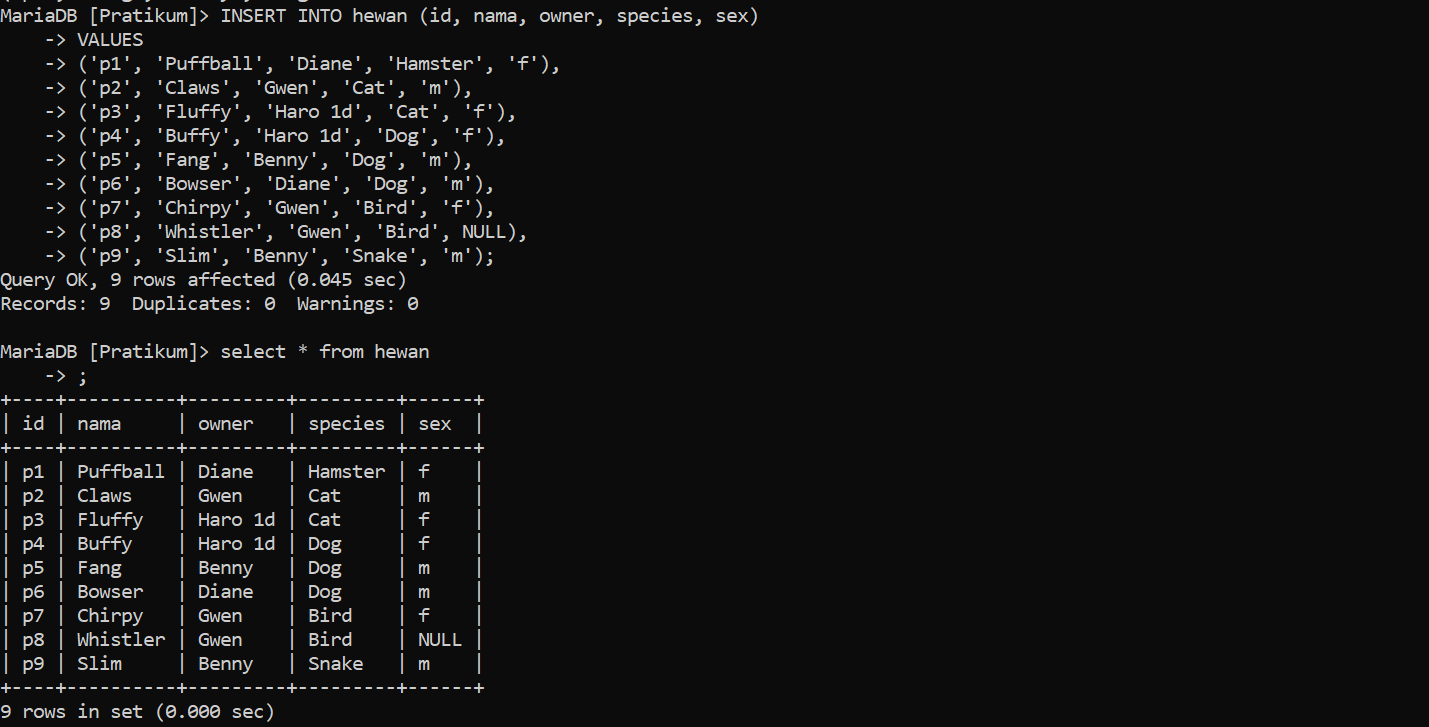 MariaDB [Pratikum]> INSERT INTO hewan (id, nama, owner, species, sex)
    -> VALUES
    -> ('p1', 'Puffball', 'Diane', 'Hamster', 'f'),
    -> ('p2', 'Claws', 'Gwen', 'Cat', 'm'),
    -> ('p3', 'Fluffy', 'Haro 1d', 'Cat', 'f'),
    -> ('p4', 'Buffy', 'Haro 1d', 'Dog', 'f'),
    -> ('p5', 'Fang', 'Benny', 'Dog', 'm'),
    -> ('p6', 'Bowser', 'Diane', 'Dog', 'm'),
    -> ('p7', 'Chirpy', 'Gwen', 'Bird', 'f'),
    -> ('p8', 'Whistler', 'Gwen', 'Bird', NULL),
    -> ('p9', 'Slim', 'Benny', 'Snake', 'm');
Query OK, 9 rows affected (0.045 sec)
Records: 9  Duplicates: 0  Warnings: 0

MariaDB [Pratikum]> select * from hewan
    -> ;
+----+----------+---------+---------+------+
| id | nama     | owner   | species | sex  |
+----+----------+---------+---------+------+
| p1 | Puffball | Diane   | Hamster | f    |
| p2 | Claws    | Gwen    | Cat     | m    |
| p3 | Fluffy   | Haro 1d | Cat     | f    |
| p4 | Buffy    | Haro 1d | Dog     | f    |
| p5 | Fang     | Benny   | Dog     | m    |
| p6 | Bowser   | Diane   | Dog     | m    |
| p7 | Chirpy   | Gwen    | Bird    | f    |
| p8 | Whistler | Gwen    | Bird    | NULL |
| p9 | Slim     | Benny   | Snake   | m    |
+----+----------+---------+---------+------+
9 rows in set (0.000 sec)